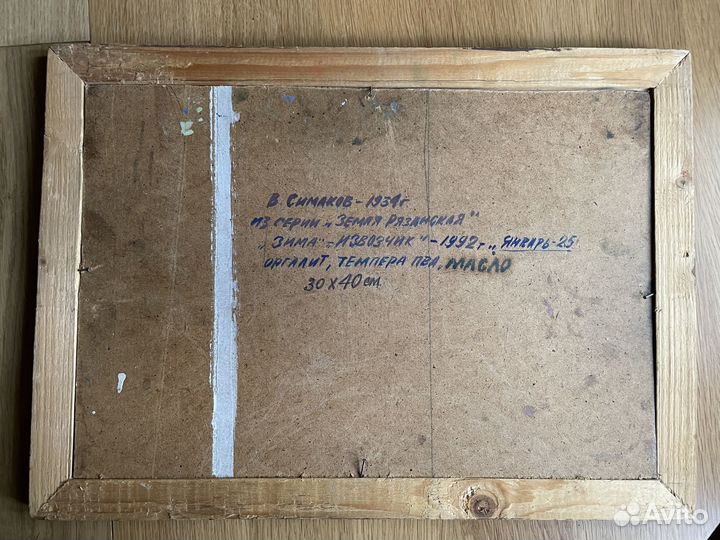 В. Симаков - 1934г.
из серии „Земля Рязанская"
„Зима" - извозчик" - 1992г. „январь-25"
оргалит, темпера пва, масло
30 x 40 см
Avito